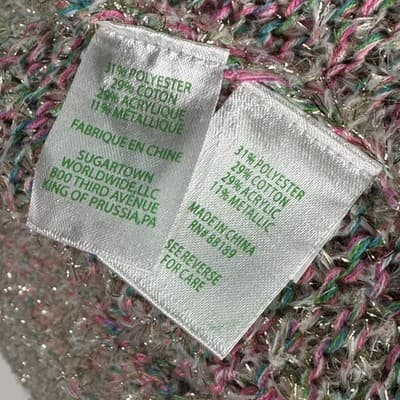 31% POLYESTER
29% COTON
29% ACRYLIQUE
11% METALLIQUE
FABRIQUE EN CHINE
SUGARTOWN
WORLDWIDE, LLC
800 THIRD AVENUE
KING OF PRUSSIA, PA
31% POLYESTER
29% COTTON
29% ACRYLIC
11% METALLIC
MADE IN CHINA
RN# 88189
SEE REVERSE
FOR CARE